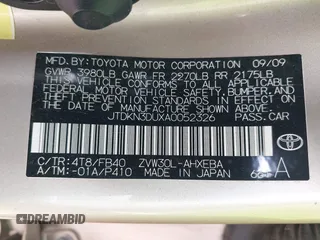 MFD.BY:TOYOTA MOTOR CORPORATION 09/09
GVWR 3980LB GAWR FR 2270LB RR 2175LB
THIS VEHICLE CONFORMS TO ALL APPLICABLE
FEDERAL MOTOR VEHICLE SAFETY, BUMPER, AND
THEFT PREVENTION STANDARDS IN EFFECT ON
THE DATE OF MANUFACTURE SHOWN ABOVE.
JTDKN3DUXA0052326 PASS.CAR
C/TR:4T8/FB40 ZVW30L-AHXEBA
A/TM:-01A/P410 MADE IN JAPAN
A
DREAMBID